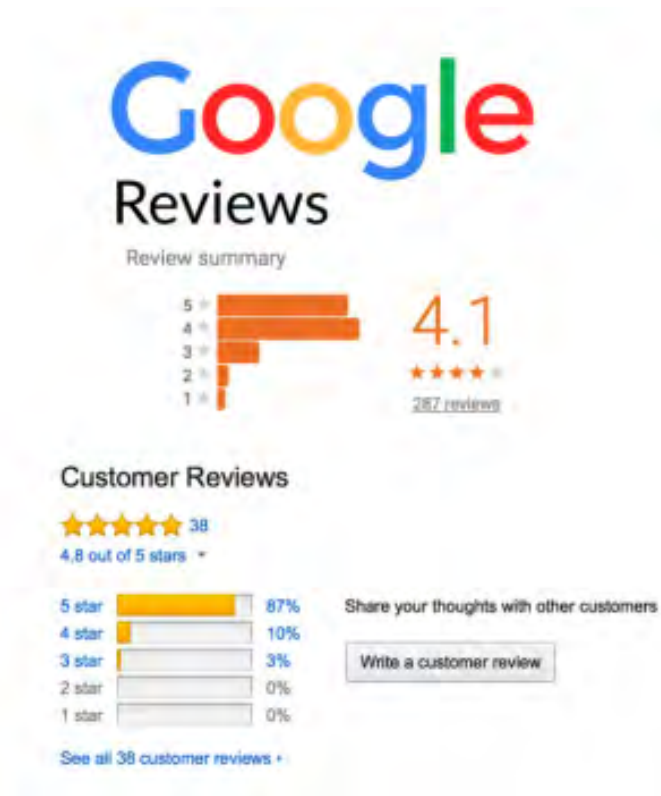 Google
Reviews
Review summary
5
4
3
2
1
4.1
287 reviews
Customer Reviews
38
4.8 out of 5 stars
5 star 87%
4 star 10%
3 star 3%
2 star 0%
1 star 0%
Share your thoughts with other customers
Write a customer review
See all 38 customer reviews